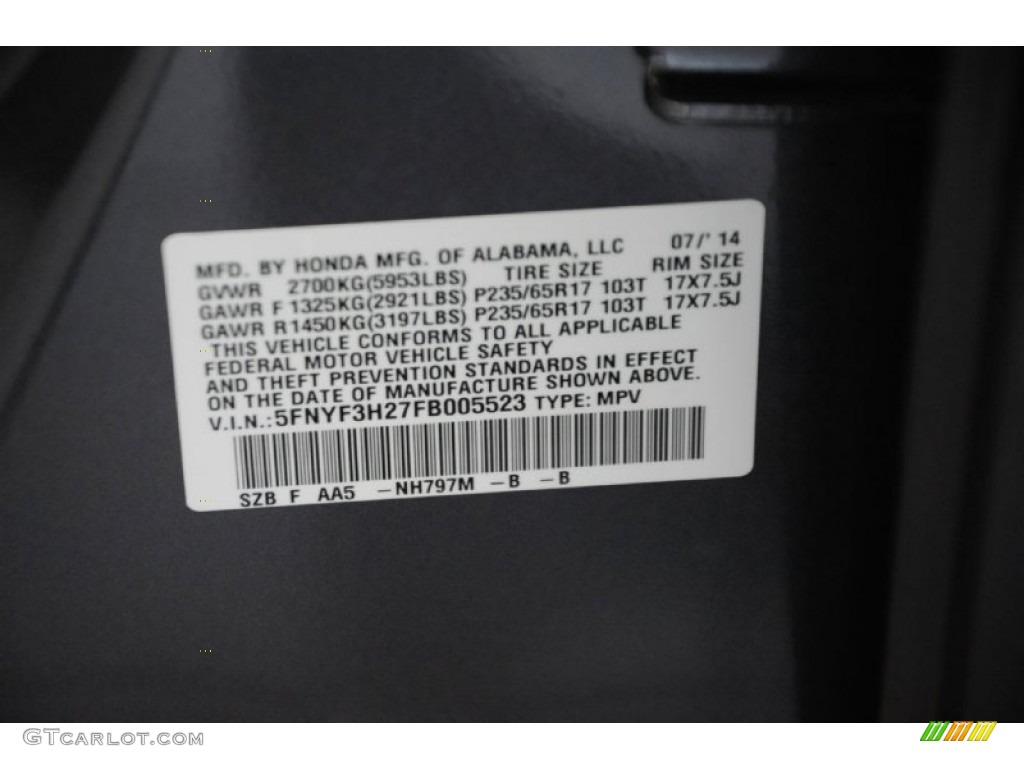 MFD. BY HONDA MFG. OF ALABAMA, LLC 07/' 14
GVWR 2700KG(5953LBS) TIRE SIZE RIM SIZE
GAWR F 1325KG(2921LBS) P235/65R17 103T 17X7.5J
GAWR R1450KG(3197LBS) P235/65R17 103T 17X7.5J
THIS VEHICLE CONFORMS TO ALL APPLICABLE
FEDERAL MOTOR VEHICLE SAFETY
AND THEFT PREVENTION STANDARDS IN EFFECT
ON THE DATE OF MANUFACTURE SHOWN ABOVE.
V.I.N.:5FNYF3H27FB005523 TYPE: MPV
SZB F AA5 -NH797M -B -B
GTCARLOT.COM